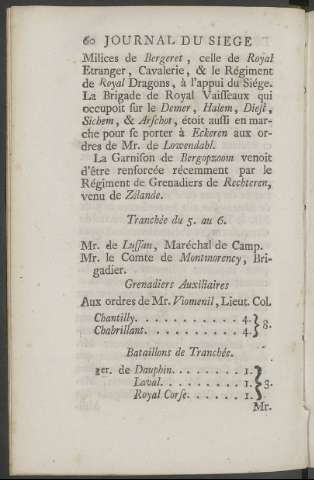 60 JOURNAL DU SIEGE
Milices de Bergeret, celle de Royal
Etranger, Cavalerie, & le Régiment
de Royal Dragons, à l'appui du Siége.
La Brigade de Royal Vaisſeaux qui
occupoit ſur le Demer, Halem, Dieſt,
Sichem, & Arſchot, étoit auſſi en mar-
che pour ſe porter à Eckeren aux or-
dres de Mr. de Lowendahl.
La Garniſon de Bergopzoom venoit
d'être renforcée récemment par le
Régiment de Grenadiers de Rechteren,
venu de Zélande.
Tranchée du 5. au 6.
Mr. de Luſſan, Maréchal de Camp.
Mr. le Comte de Montmorency, Bri-
gadier.
Grenadiers Auxiliaires
Aux ordres de Mr. Viomenil, Lieut. Col.
Chantilly. . . . . . . . . . . 4. } 8.
Chabrillant. . . . . . . . . . 4.
Bataillons de Tranchés.
1er. de Dauphin. . . . . . . . 1. } 3.
Laval. . . . . . . . . 1.
Royal Corſe. . . . . . 1.
Mr.